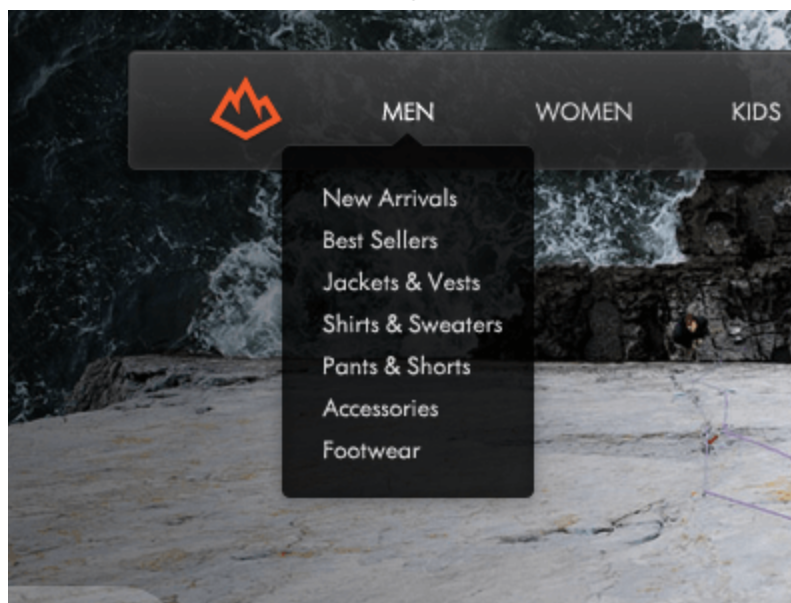 MEN WOMEN KIDS
New Arrivals
Best Sellers
Jackets & Vests
Shirts & Sweaters
Pants & Shorts
Accessories
Footwear